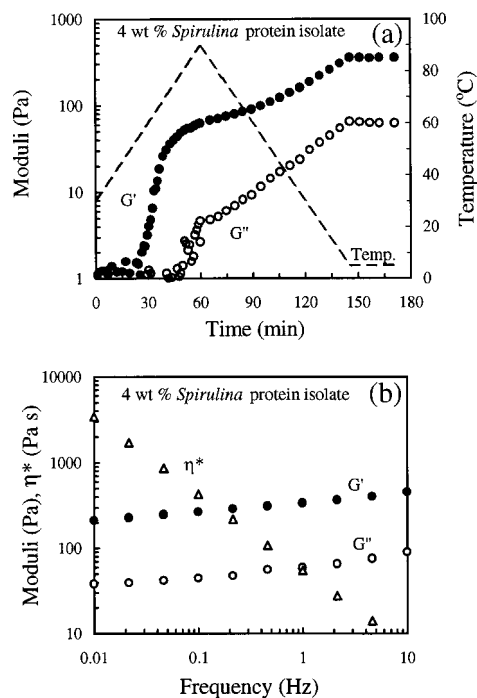 4 wt % Spirulina protein isolate (a)
1000
100
10
1
Moduli (Pa)
100
80
60
40
20
0
Temperature (°C)
G'
G"
Temp.
0 30 60 90 120 150 180
Time (min)
4 wt % Spirulina protein isolate (b)
10000
1000
100
10
Moduli (Pa), η* (Pa s)
η*
G'
G"
0.01 0.1 1 10
Frequency (Hz)